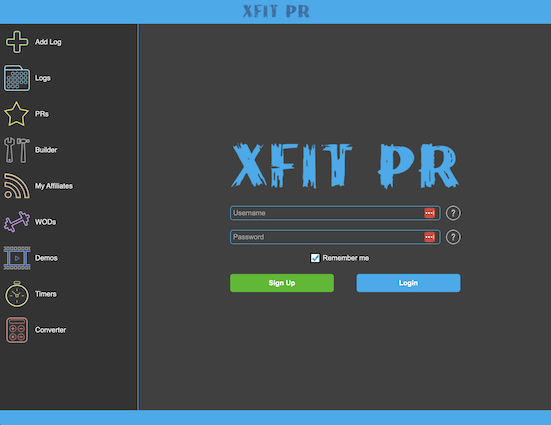 XFIT PR
Add Log
Logs
PRs
Builder
My Affiliates
WODs
Demos
Timers
Converter
XFIT PR
Username
?
Password
?
Remember me
Sign Up
Login